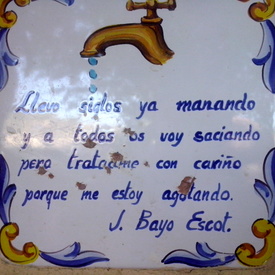 Llevo siglos ya manando
y a todos os voy saciando
pero tratadme con cariño
porque me estoy agotando.
J. Bayo Escot.